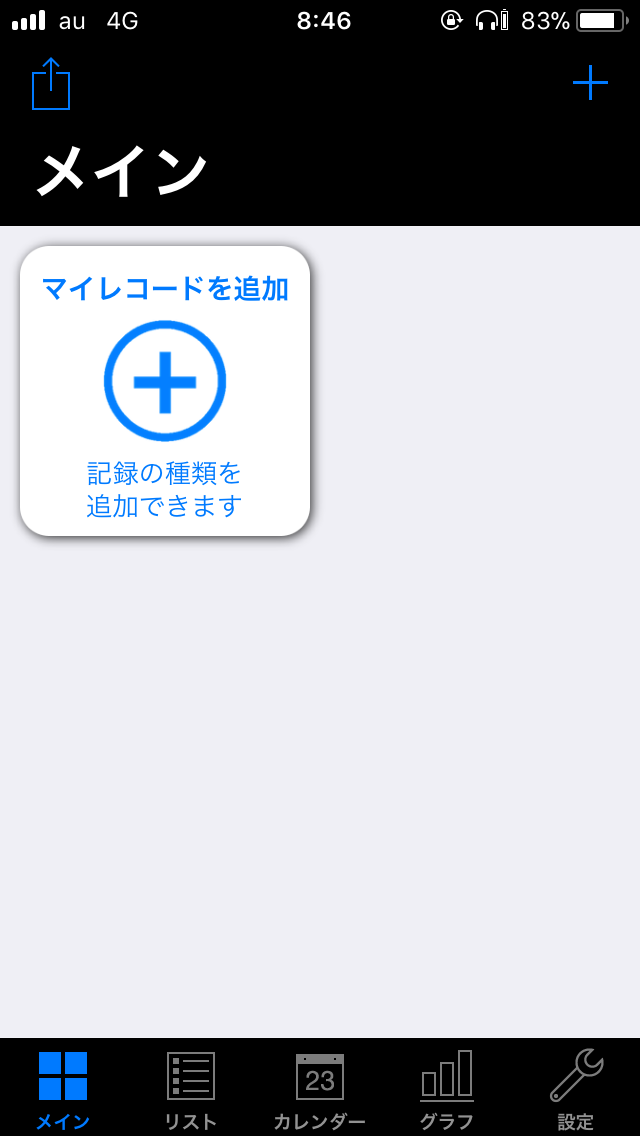 au 4G 8:46 83%
メイン
マイレコードを追加
記録の種類を
追加できます
23
メイン リスト カレンダー グラフ 設定